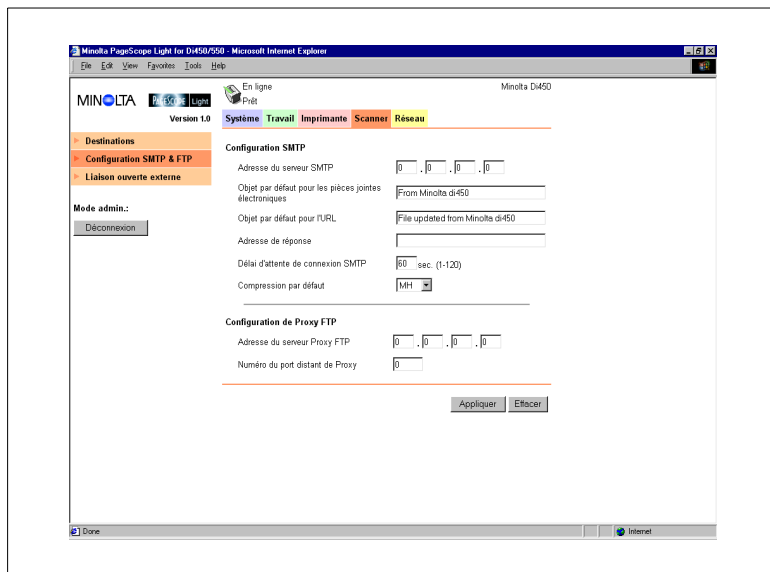 Minolta PageScope Light for Di450/550 - Microsoft Internet Explorer
File Edit View Favorites Tools Help
MINOLTA PAGESCOPE Light
Version 1.0
En ligne
Prêt
Minolta Di450
Système Travail Imprimante Scanner Réseau
Destinations
Configuration SMTP & FTP
Liaison ouverte externe
Mode admin.:
Déconnexion
Configuration SMTP
Adresse du serveur SMTP 0 . 0 . 0 . 0
Objet par défaut pour les pièces jointes
électroniques
From Minolta di450
Objet par défaut pour l'URL File updated from Minolta di450
Adresse de réponse
Délai d'attente de connexion SMTP 60 sec. (1-120)
Compression par défaut MH
Configuration de Proxy FTP
Adresse du serveur Proxy FTP 0 . 0 . 0 . 0
Numéro du port distant de Proxy 0
Appliquer Effacer
Done Internet